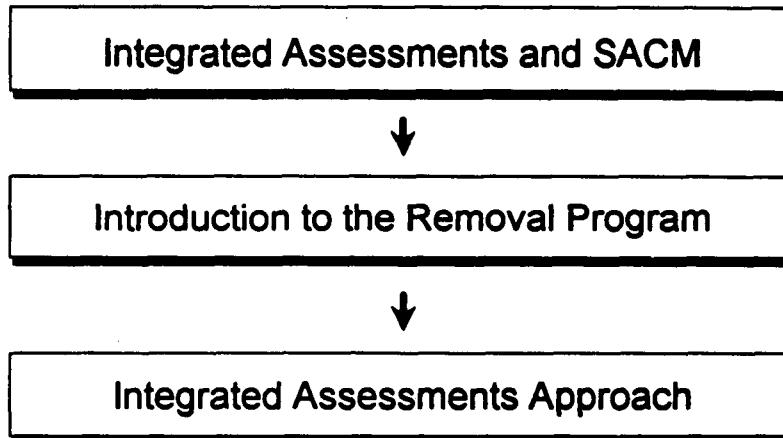 Integrated Assessments and SACM
Introduction to the Removal Program
Integrated Assessments Approach